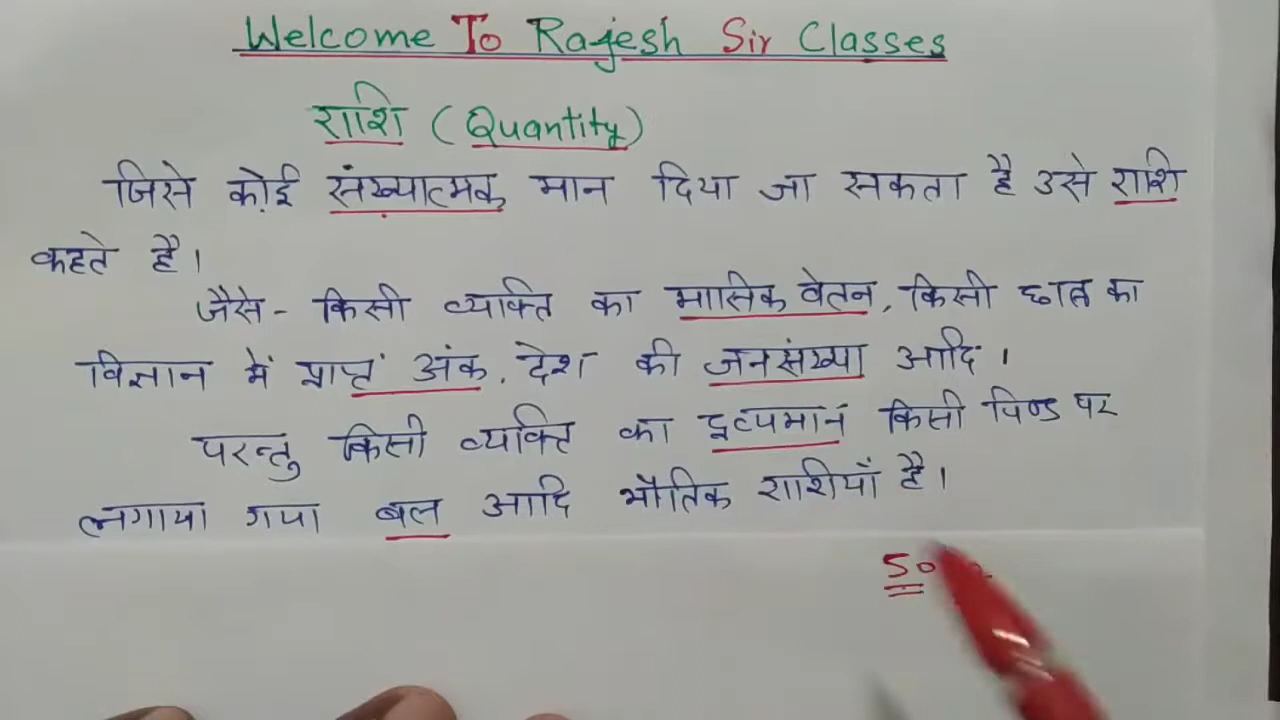 Welcome To Rajesh Sir Classes
राशि (Quantity)
जिसे कोई संख्यात्मक मान दिया जा सकता है उसे राशि
कहते है।
जैसे- किसी व्यक्ति का मासिक वेतन, किसी छात्र का
विज्ञान में प्राप्त अंक, देश की जनसंख्या आदि।
परन्तु किसी व्यक्ति का द्रव्यमान किसी पिण्ड पर
लगाया गया बल आदि भौतिक राशियाँ है।
50